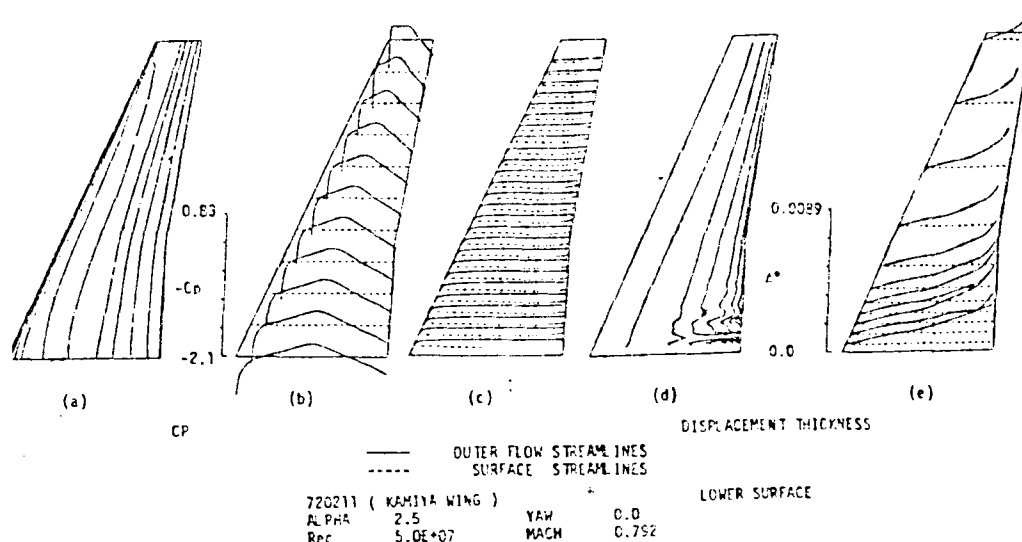 0.83
-Cp
-2.1
0.0089
0.0
(a)
(b)
(c)
(d)
(e)
CP
DISPLACEMENT THICKNESS
OUTER FLOW STREAMLINES
SURFACE STREAMLINES
720211 ( KAMIYA WING )
LOWER SURFACE
ALPHA 2.5 YAW 0.0
Rec 5.0E+07 MACH 0.792